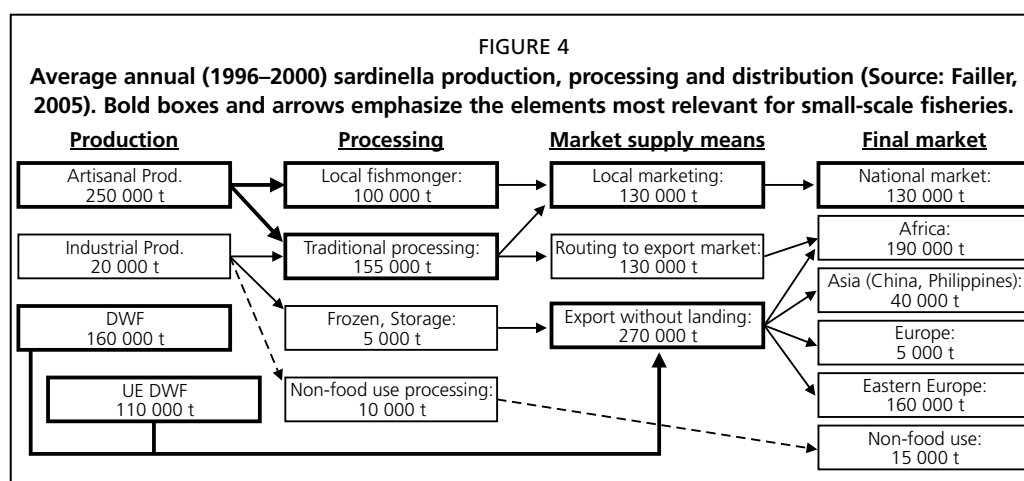 FIGURE 4
Average annual (1996–2000) sardinella production, processing and distribution (Source: Failler,
2005). Bold boxes and arrows emphasize the elements most relevant for small-scale fisheries.
Production
Processing
Market supply means
Final market
Artisanal Prod.
250 000 t
Local fishmonger:
100 000 t
Local marketing:
130 000 t
National market:
130 000 t
Industrial Prod.
20 000 t
Traditional processing:
155 000 t
Routing to export market:
130 000 t
Africa:
190 000 t
Asia (China, Philippines):
40 000 t
DWF
160 000 t
Frozen, Storage:
5 000 t
Export without landing:
270 000 t
Europe:
5 000 t
UE DWF
110 000 t
Non-food use processing:
10 000 t
Eastern Europe:
160 000 t
Non-food use:
15 000 t